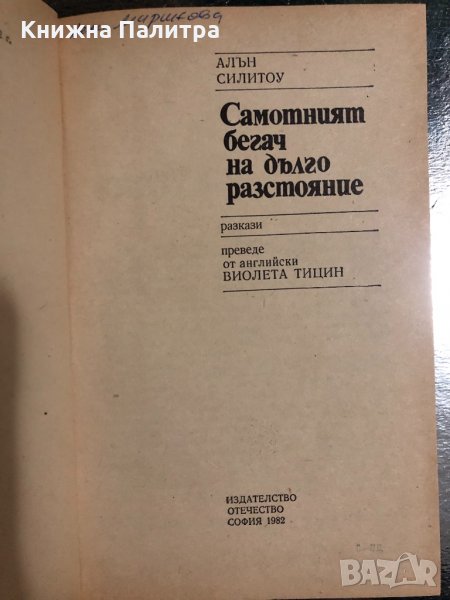 Книжна Палитра
АЛЪН
СИЛИТОУ
Самотният
бегач
на дълго
разстояние
разкази
преведе
от английски
ВИОЛЕТА ТИЦИН
ИЗДАТЕЛСТВО
ОТЕЧЕСТВО
СОФИЯ 1982
bazar